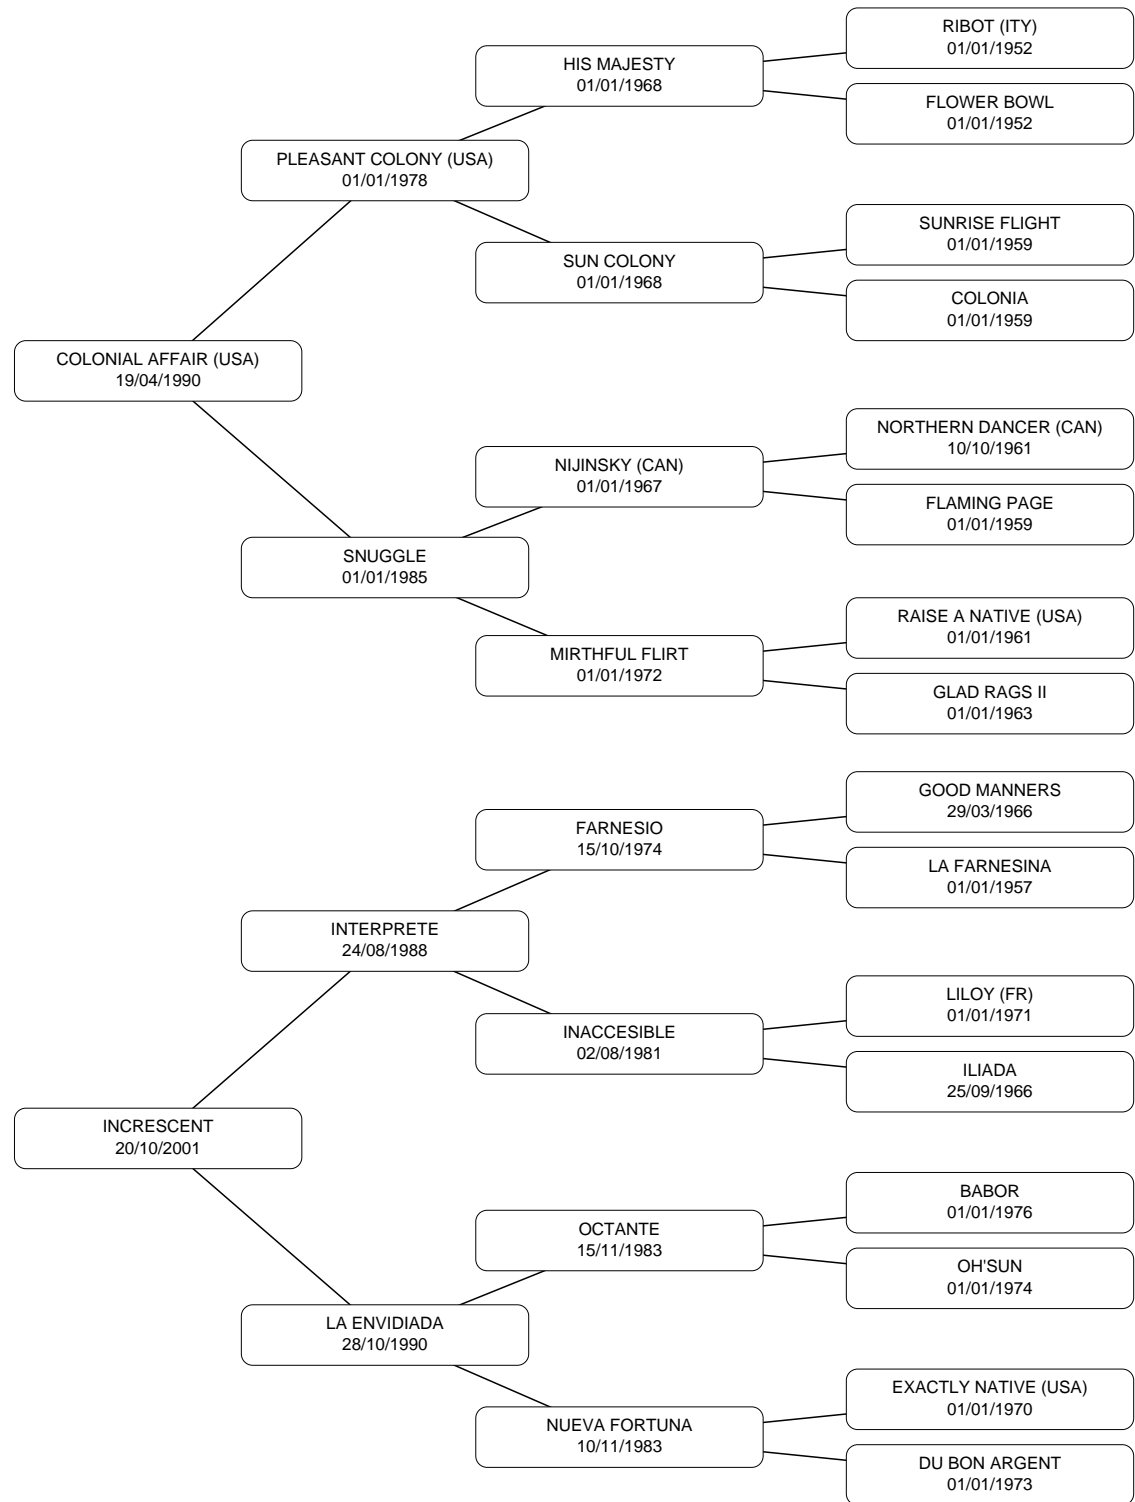 RIBOT (ITY)
01/01/1952
HIS MAJESTY
01/01/1968
FLOWER BOWL
01/01/1952
PLEASANT COLONY (USA)
01/01/1978
SUNRISE FLIGHT
01/01/1959
SUN COLONY
01/01/1968
COLONIA
01/01/1959
COLONIAL AFFAIR (USA)
19/04/1990
NORTHERN DANCER (CAN)
10/10/1961
NIJINSKY (CAN)
01/01/1967
FLAMING PAGE
01/01/1959
SNUGGLE
01/01/1985
RAISE A NATIVE (USA)
01/01/1961
MIRTHFUL FLIRT
01/01/1972
GLAD RAGS II
01/01/1963
GOOD MANNERS
29/03/1966
FARNESIO
15/10/1974
LA FARNESINA
01/01/1957
INTERPRETE
24/08/1988
LILOY (FR)
01/01/1971
INACCESIBLE
02/08/1981
ILIADA
25/09/1966
INCRESCENT
20/10/2001
BABOR
01/01/1976
OCTANTE
15/11/1983
OH'SUN
01/01/1974
LA ENVIDIADA
28/10/1990
EXACTLY NATIVE (USA)
01/01/1970
NUEVA FORTUNA
10/11/1983
DU BON ARGENT
01/01/1973